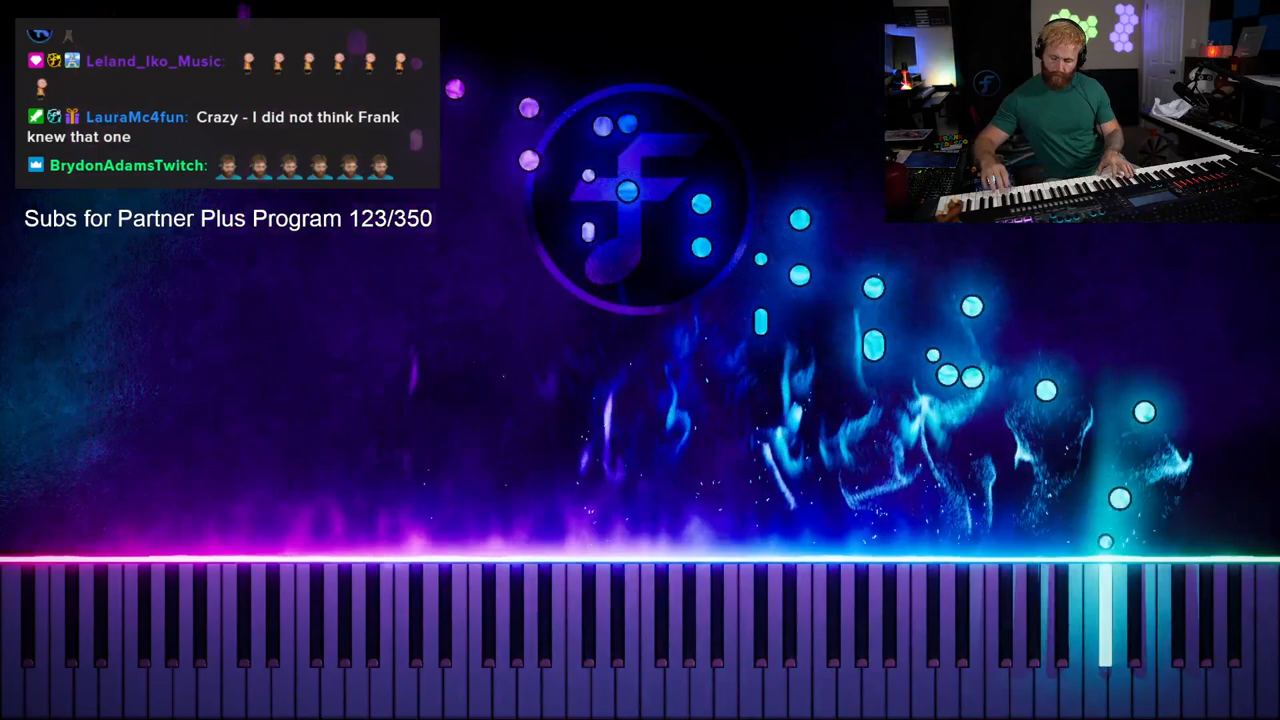 Leland_Iko_Music:
LauraMc4fun: Crazy - I did not think Frank
knew that one
BrydonAdamsTwitch:
Subs for Partner Plus Program 123/350